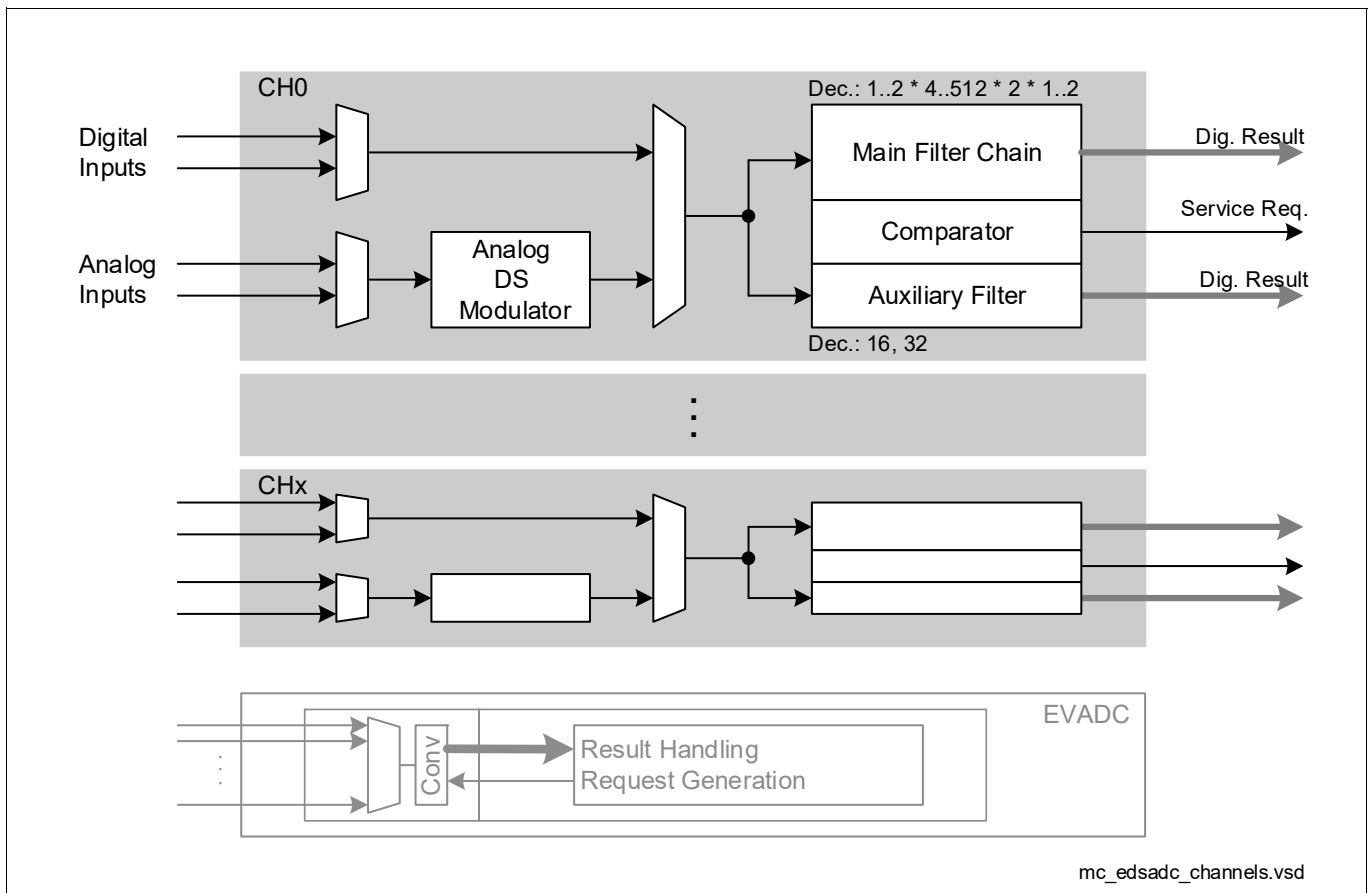 CH0
Dec.: 1..2 * 4..512 * 2 * 1..2
Digital
Inputs
Main Filter Chain
Dig. Result
Service Req.
Comparator
Analog
Inputs
Analog
DS
Modulator
Auxiliary Filter
Dig. Result
Dec.: 16, 32
CHx
EVADC
Conv
Result Handling
Request Generation
mc_edsadc_channels.vsd